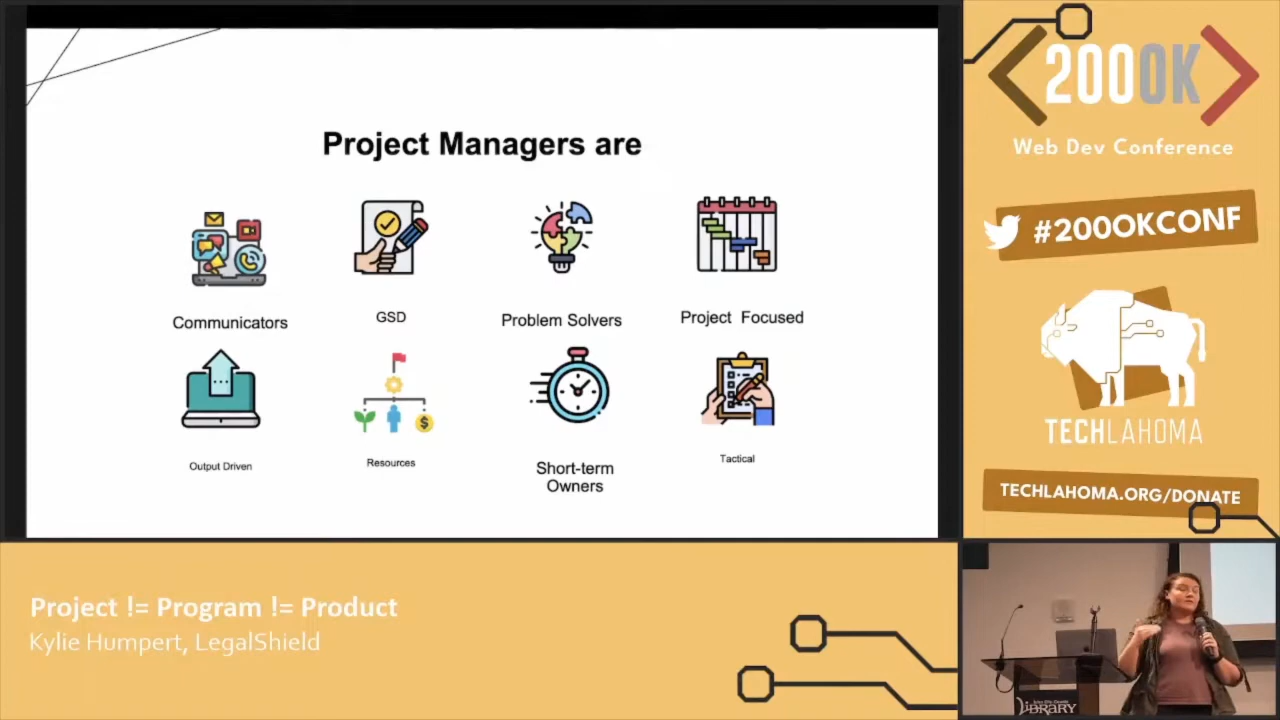 Project Managers are
Communicators
GSD
Problem Solvers
Project Focused
Output Driven
Resources
Short-term
Owners
Tactical
200OK
Web Dev Conference
#200OKCONF
TECHLAHOMA
TECHLAHOMA.ORG/DONATE
Project != Program != Product
Kylie Humpert, LegalShield
LIBRARY